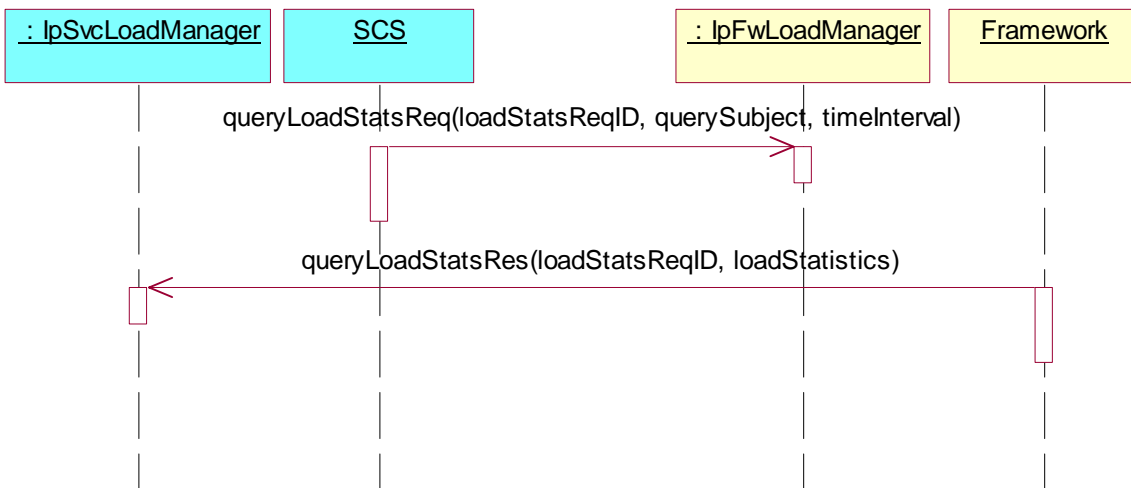 : IpSvcLoadManager
SCS
: IpFwLoadManager
Framework
queryLoadStatsReq(loadStatsReqID, querySubject, timeInterval)
queryLoadStatsRes(loadStatsReqID, loadStatistics)